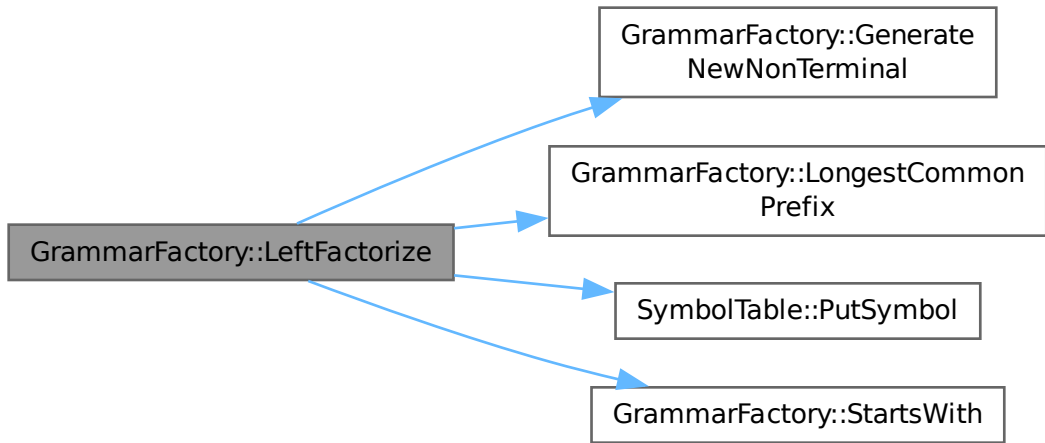 GrammarFactory::Generate
NewNonTerminal
GrammarFactory::LongestCommon
Prefix
GrammarFactory::LeftFactorize
SymbolTable::PutSymbol
GrammarFactory::StartsWith